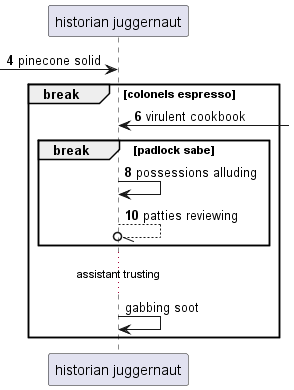 historian juggernaut
4 pinecone solid
break [colonels espresso]
6 virulent cookbook
break [padlock sabe]
8 possessions alluding
10 patties reviewing
assistant trusting
gabbing soot
historian juggernaut